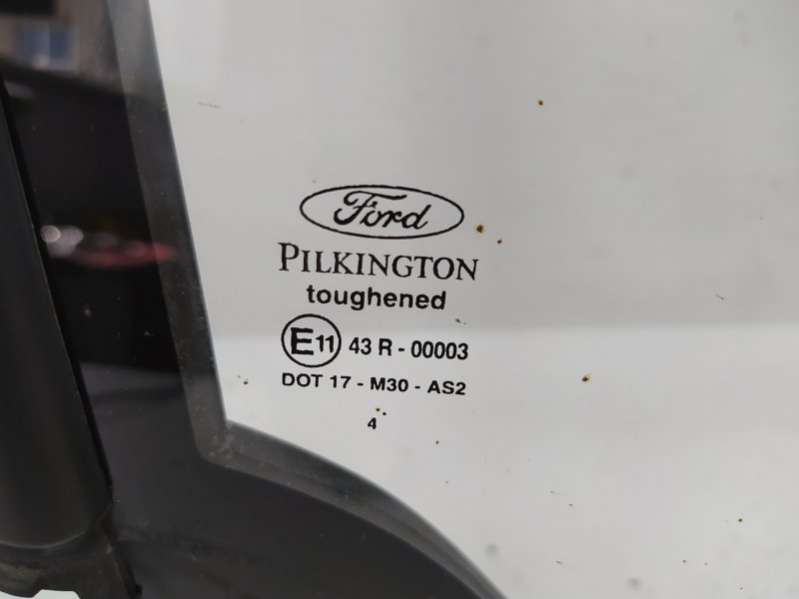 Ford
PILKINGTON
toughened
E11 43 R - 00003
DOT 17 - M30 - AS2
4